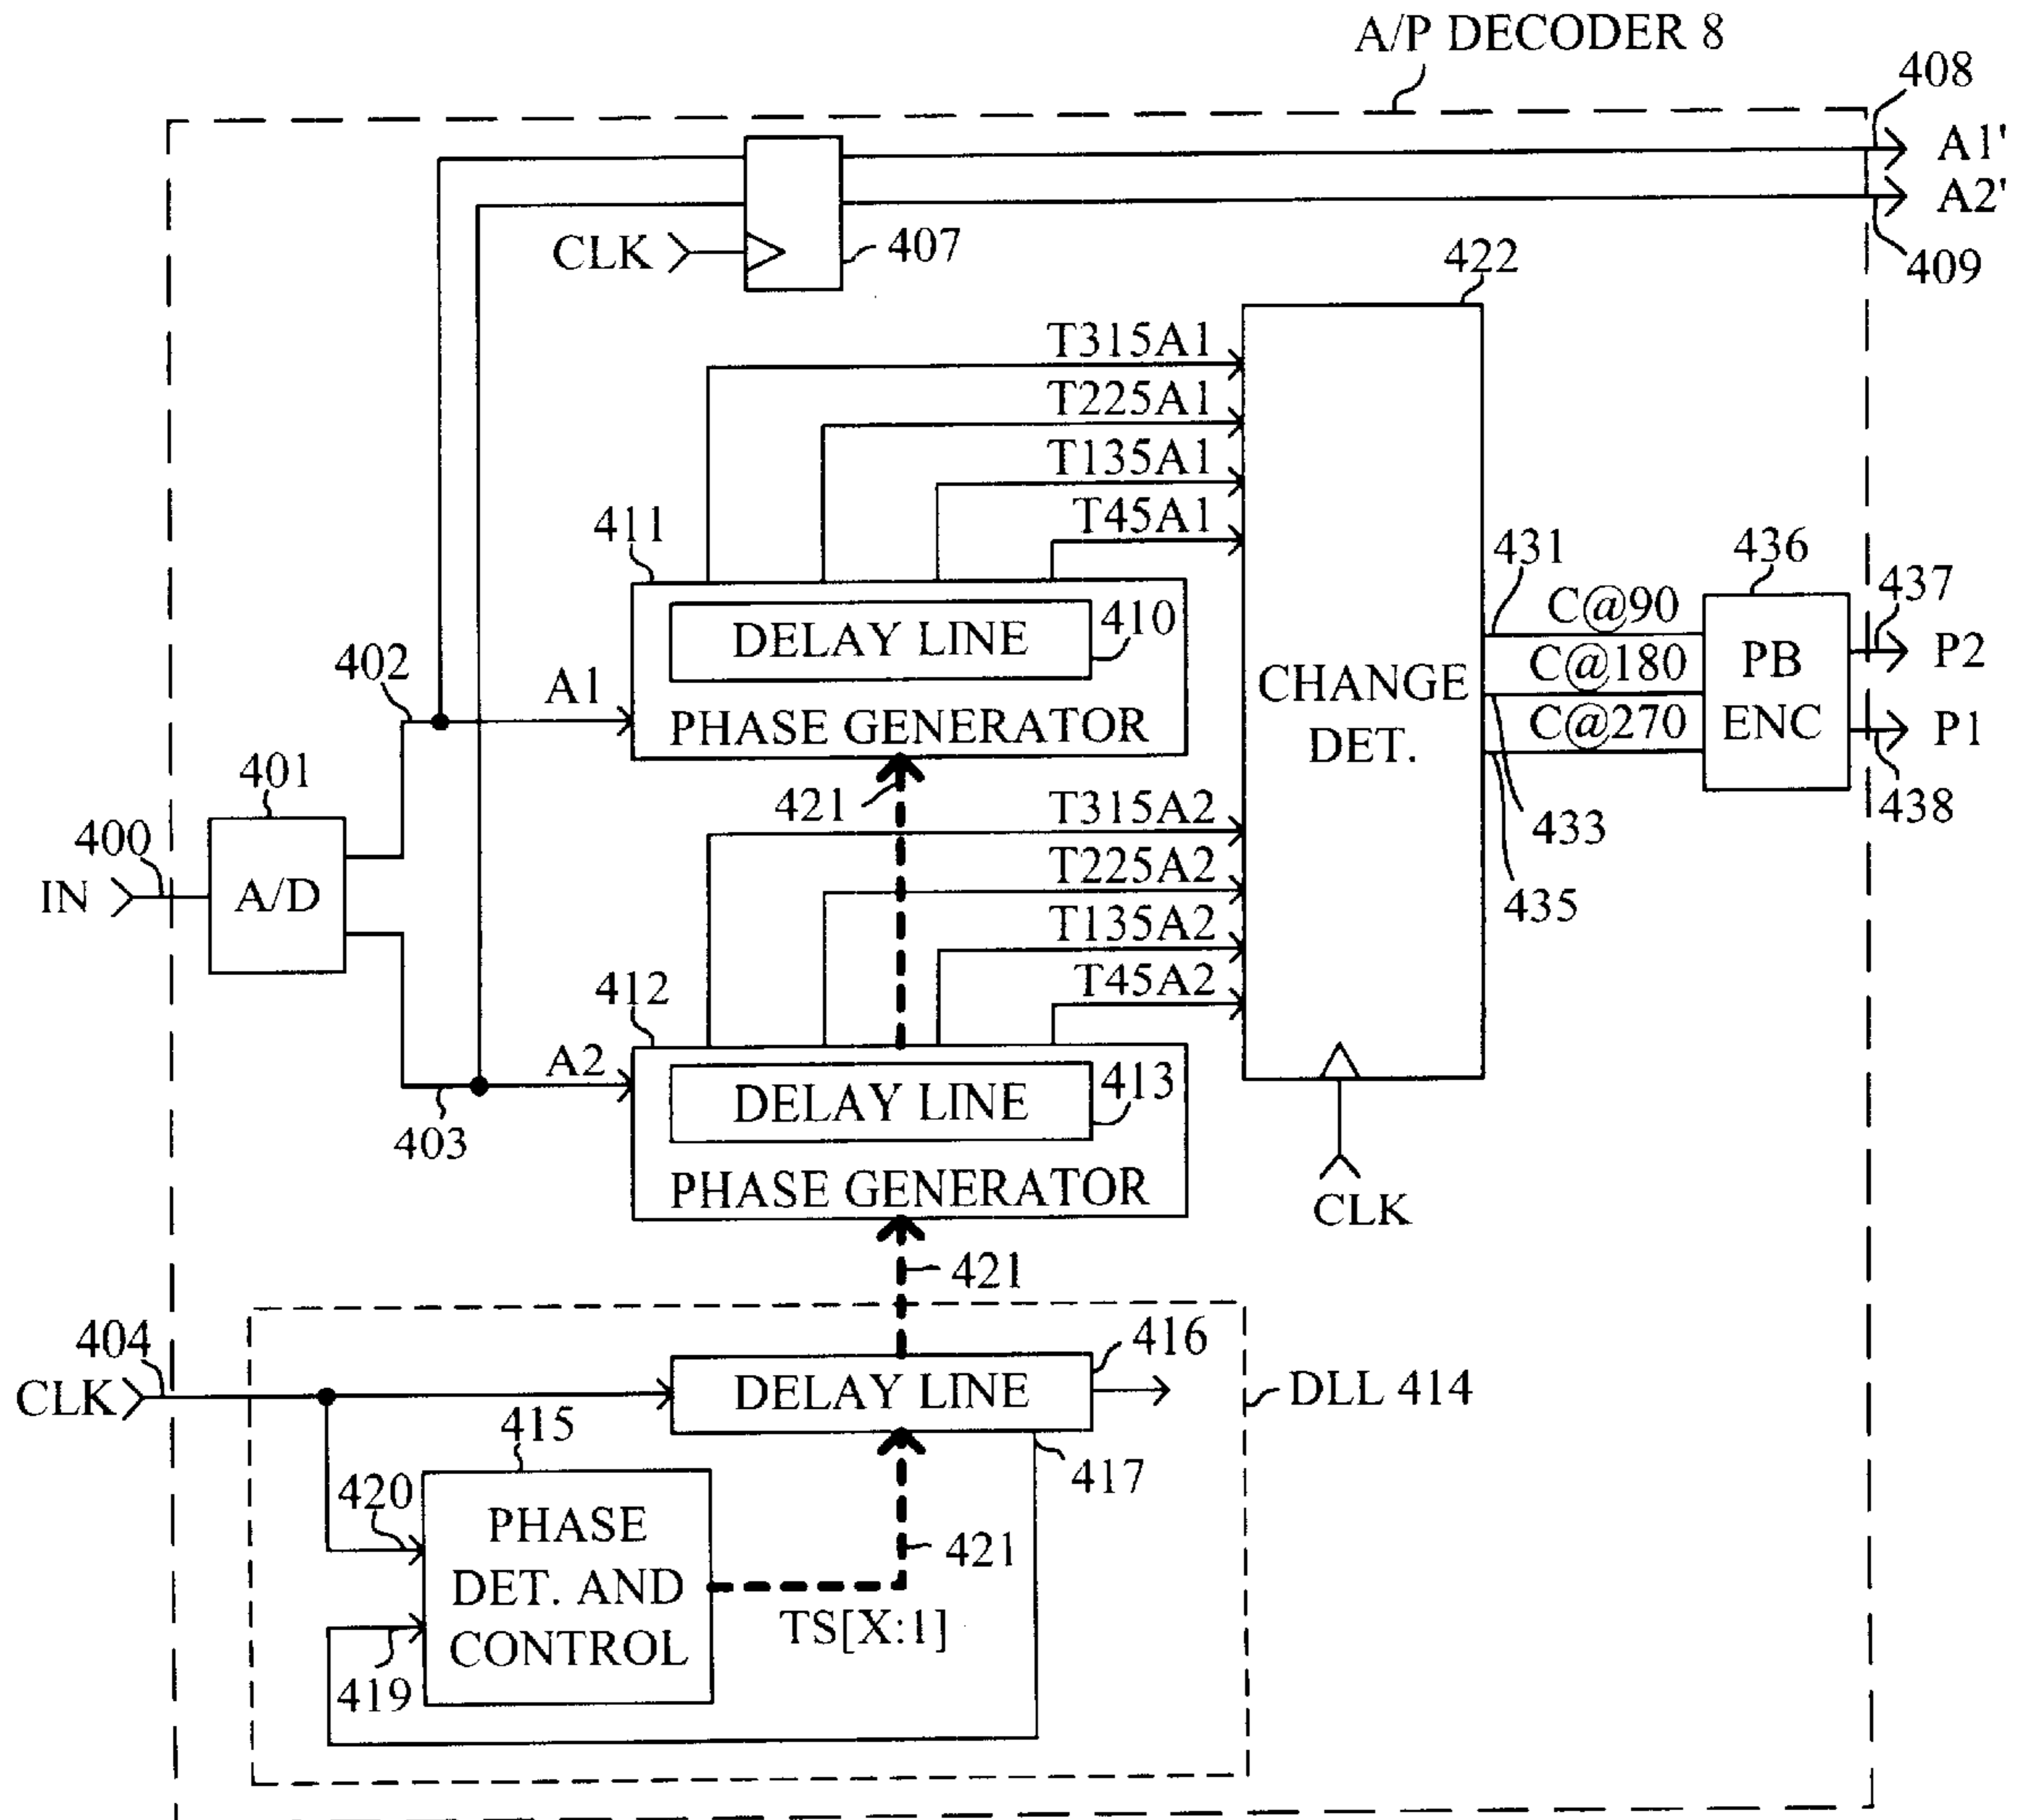 A/P DECODER 8
408
A1'
A2'
409
CLK
407
422
T315A1
T225A1
T135A1
T45A1
411
DELAY LINE
410
PHASE GENERATOR
A1
402
421
CHANGE
DET.
431
C@90
C@180
C@270
433
435
436
PB
ENC
437
P2
P1
438
401
400
IN
A/D
T315A2
T225A2
T135A2
T45A2
412
A2
403
DELAY LINE
413
PHASE GENERATOR
CLK
421
404
CLK
DELAY LINE
416
DLL 414
415
417
420
PHASE
DET. AND
CONTROL
421
TS[X:1]
419